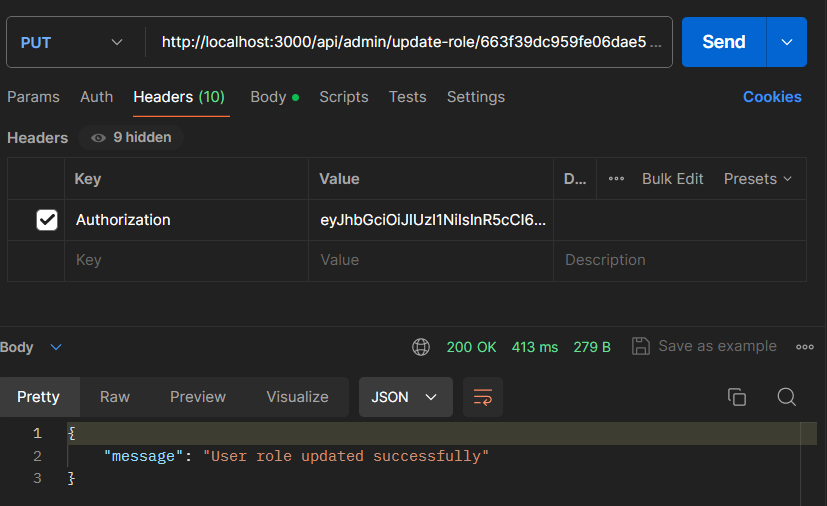 PUT http://localhost:3000/api/admin/update-role/663f39dc959fe06dae5 ... Send
Params Auth Headers (10) Body Scripts Tests Settings Cookies
Headers 9 hidden
Key Value D... Bulk Edit Presets
Authorization eyJhbGciOiJIUzI1NiIsInR5cCI6...
Key Value Description
Body 200 OK 413 ms 279 B Save as example
Pretty Raw Preview Visualize JSON
1 {
2 "message": "User role updated successfully"
3 }